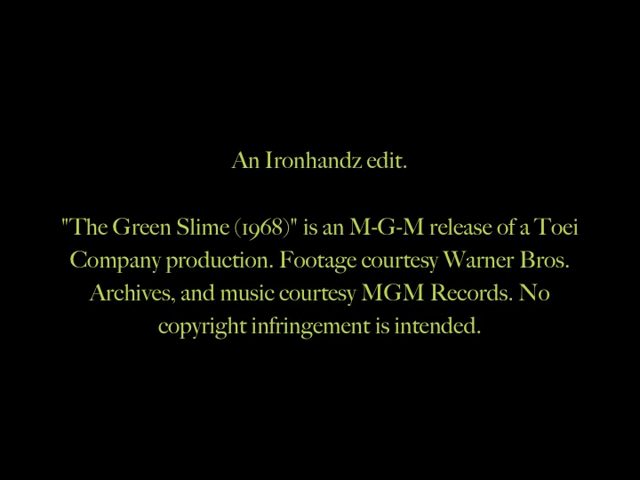 An Ironhandz edit.
"The Green Slime (1968)" is an M-G-M release of a Toei
Company production. Footage courtesy Warner Bros.
Archives, and music courtesy MGM Records. No
copyright infringement is intended.